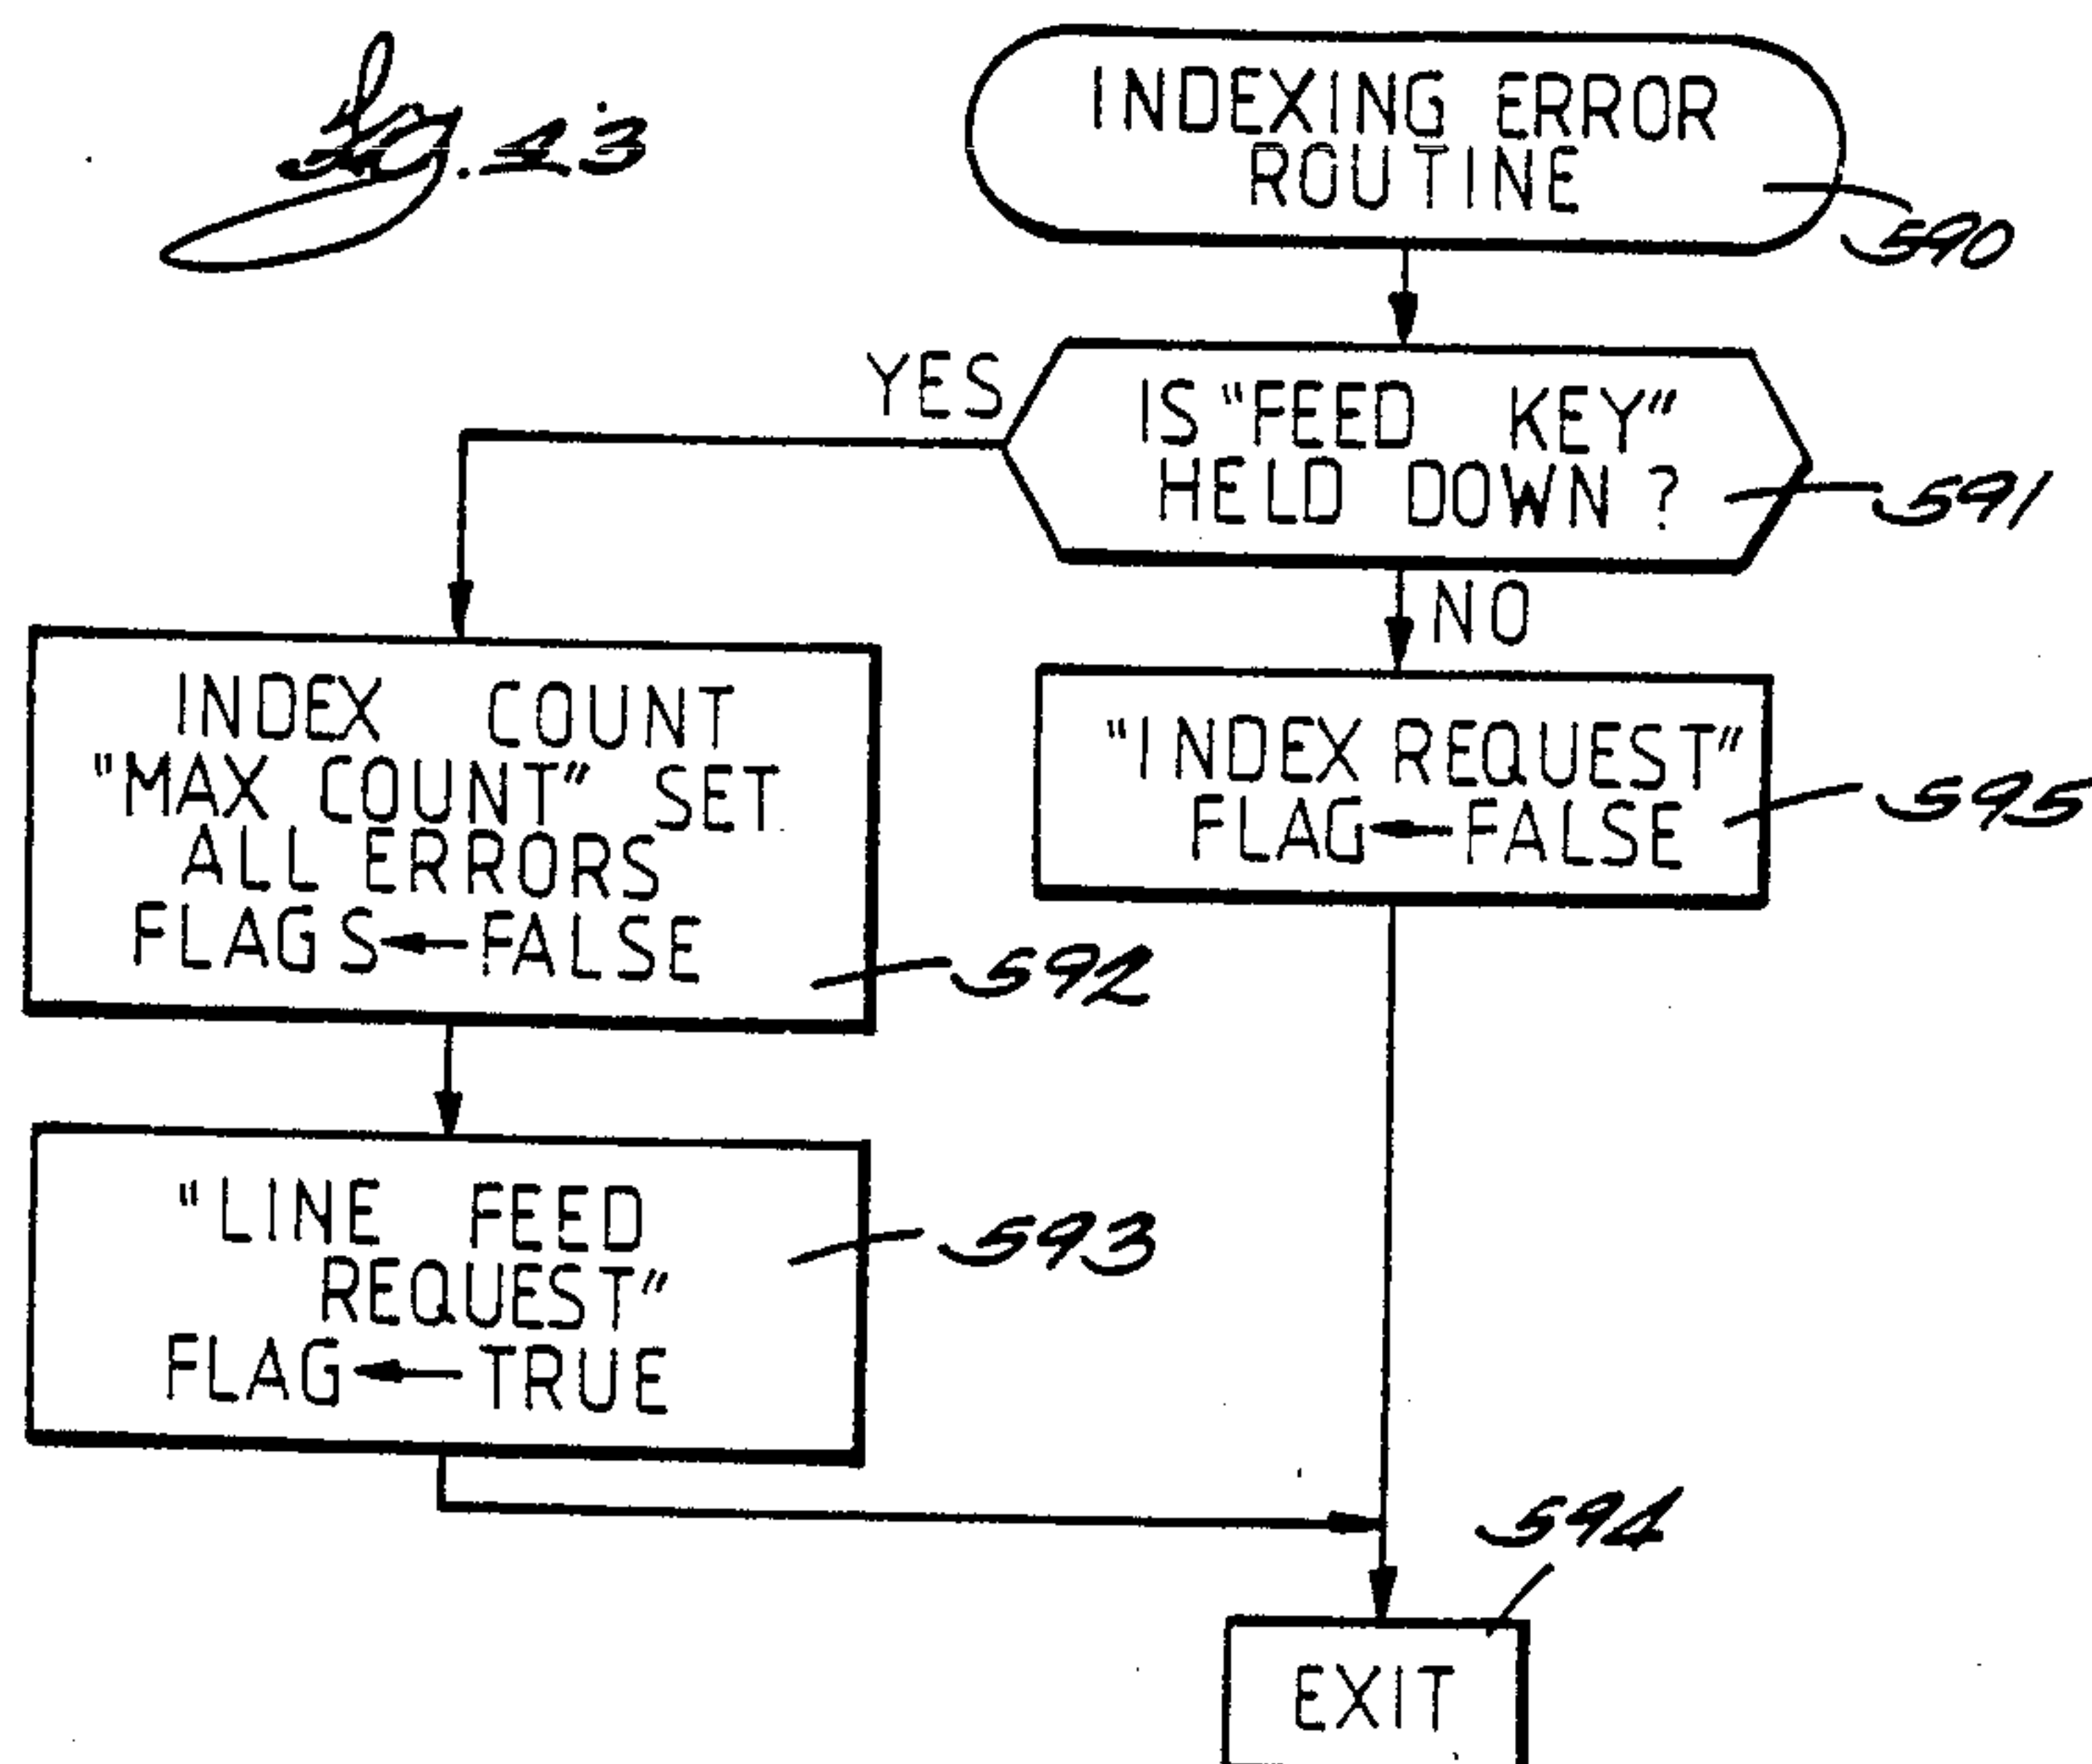 Fig. 23
INDEXING ERROR
ROUTINE
590
YES
IS "FEED KEY"
HELD DOWN ?
591
NO
INDEX COUNT
"MAX COUNT" SET
ALL ERRORS
FLAGS ← FALSE
592
"INDEX REQUEST"
FLAG ← FALSE
595
"LINE FEED
REQUEST"
FLAG ← TRUE
593
594
EXIT